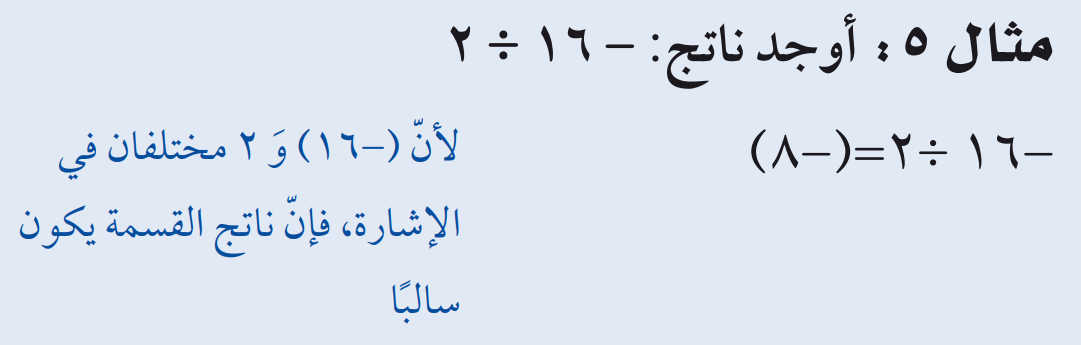 مثال ٥ : أوجد ناتج: – ١٦ ÷ ٢
–١٦ ÷٢=(–٨)
لأنّ (–١٦) وَ ٢ مختلفان في
الإشارة، فإنّ ناتج القسمة يكون
سالبًا